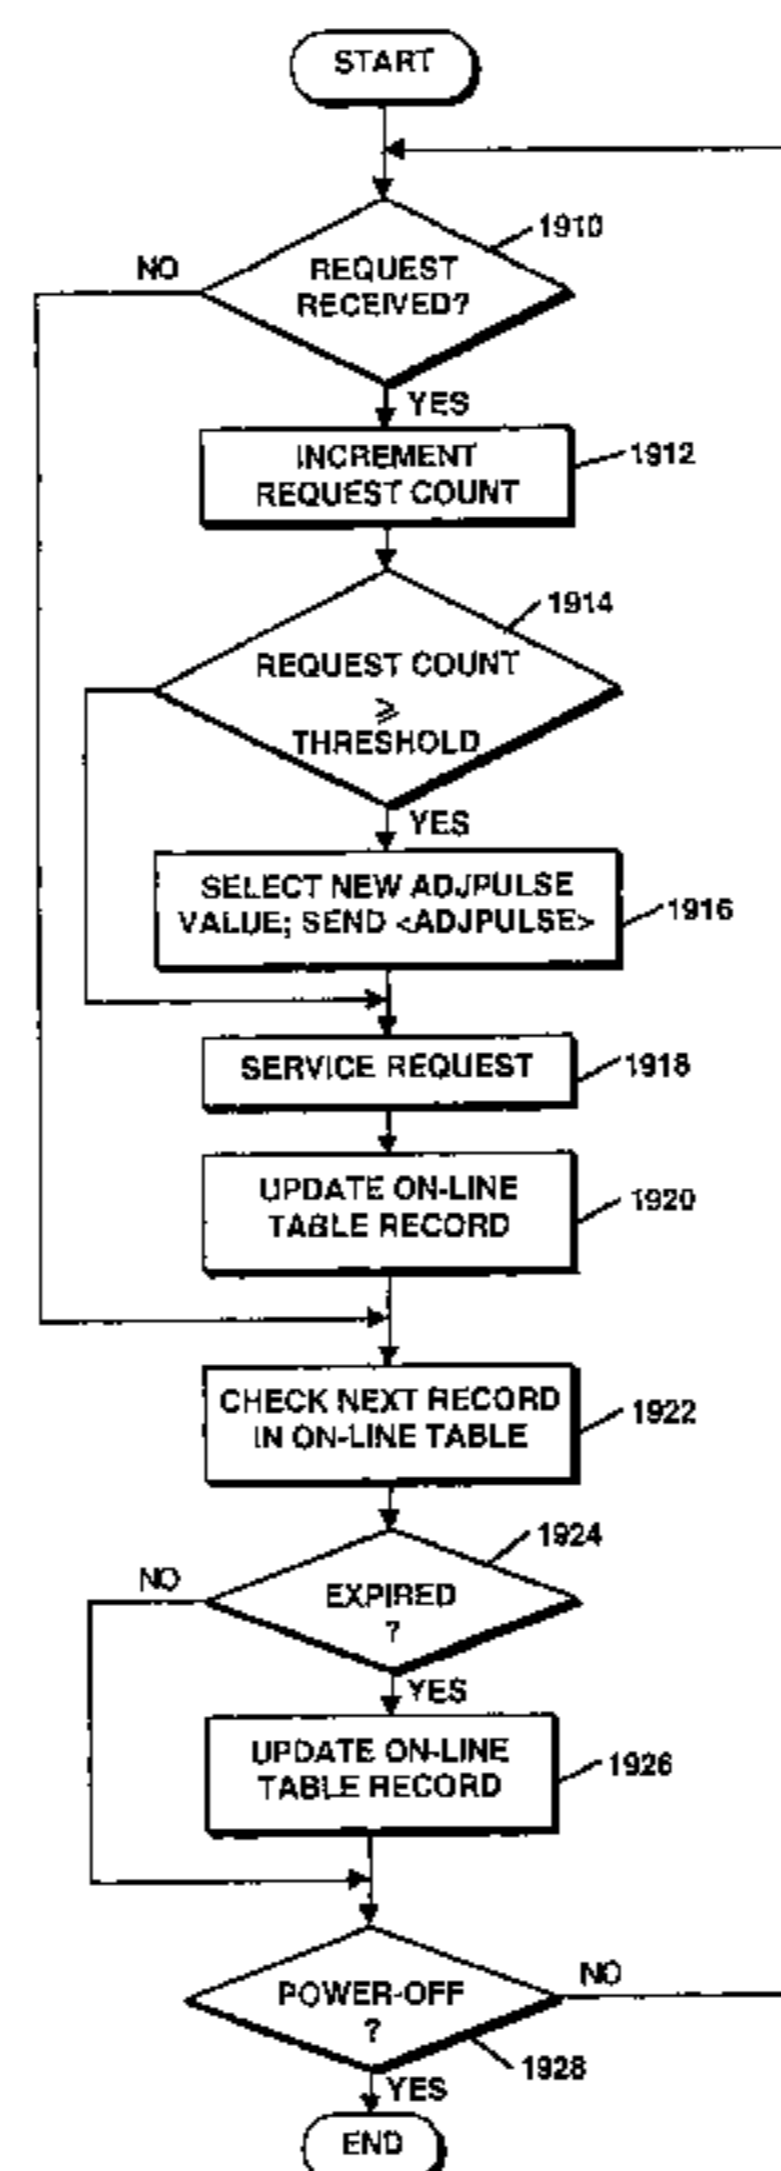 START
1910
NO
REQUEST
RECEIVED?
YES
INCREMENT
REQUEST COUNT
1912
1914
REQUEST COUNT
≥
THRESHOLD
YES
SELECT NEW ADJPULSE
VALUE; SEND <ADJPULSE>
1916
SERVICE REQUEST
1918
UPDATE ON-LINE
TABLE RECORD
1920
CHECK NEXT RECORD
IN ON-LINE TABLE
1922
1924
NO
EXPIRED
?
YES
UPDATE ON-LINE
TABLE RECORD
1926
NO
POWER-OFF
?
1928
YES
END